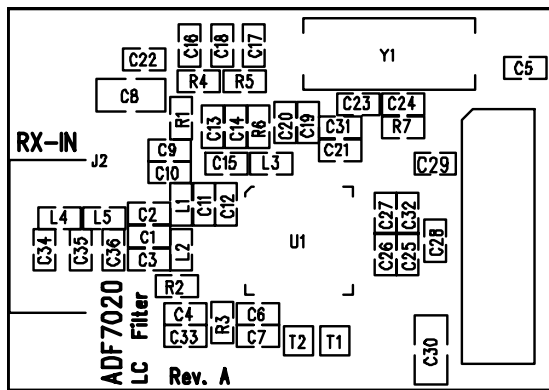 C16
C18
C17
Y1
C22
C5
R4
R5
C8
C23
C24
R1
C13
C14
R6
C20
C19
C31
R7
RX-IN
C9
C21
J2
C15
L3
C29
C10
L1
C11
C12
C27
C32
L4
L5
C2
U1
C28
C34
C35
C36
C1
L2
C26
C25
C3
R2
ADF7020
LC Filter
C4
R3
C6
C33
C7
T2
T1
C30
Rev. A